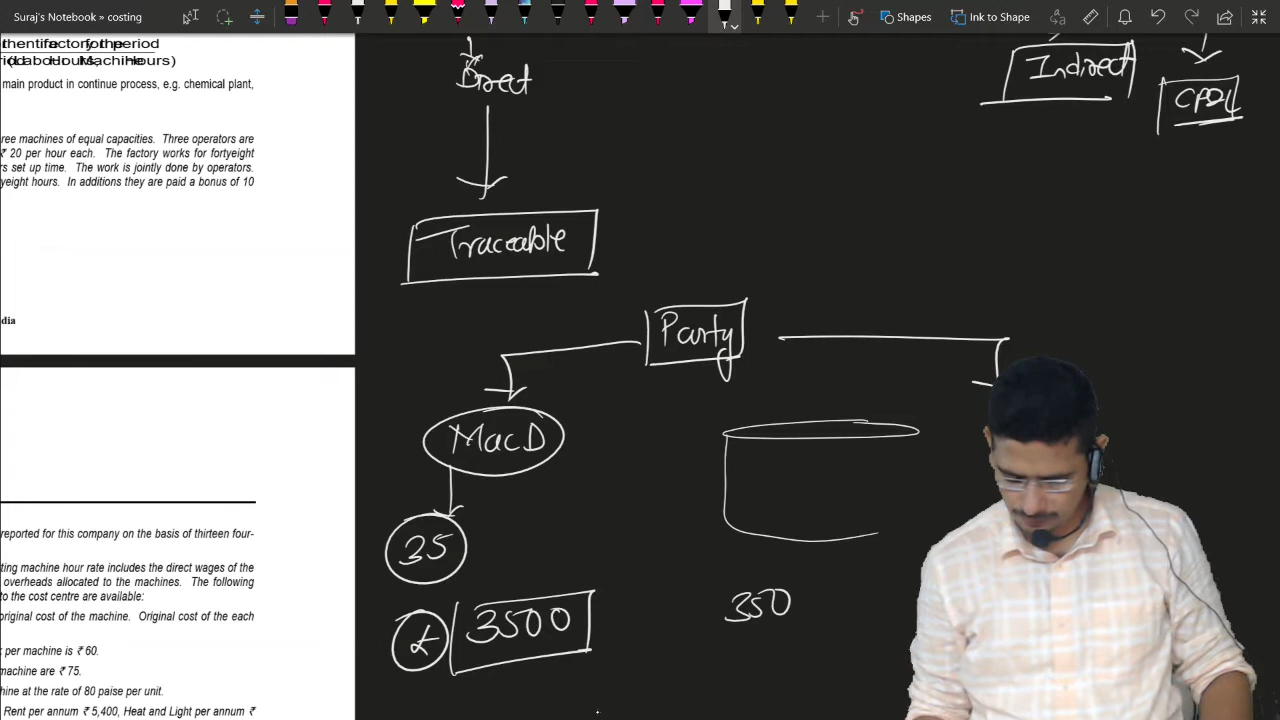 Suraj's Notebook » costing
Shapes
Ink to Shape
thentifactoryforthperiod
main product in continue process, e.g. chemical plant,
ree machines of equal capacities. Three operators are
₹ 20 per hour each. The factory works for fortyeight
rs set up time. The work is jointly done by operators.
yeight hours. In additions they are paid a bonus of 10
dia
reported for this company on the basis of thirteen four-
ting machine hour rate includes the direct wages of the
overheads allocated to the machines. The following
to the cost centre are available:
original cost of the machine. Original cost of the each
x per machine is ₹ 60.
machine are ₹ 75.
hine at the rate of 80 paise per unit.
Rent per annum ₹ 5,400, Heat and Light per annum ₹
Direct
Indirect
Traceable
Party
MacD
35
3500
350